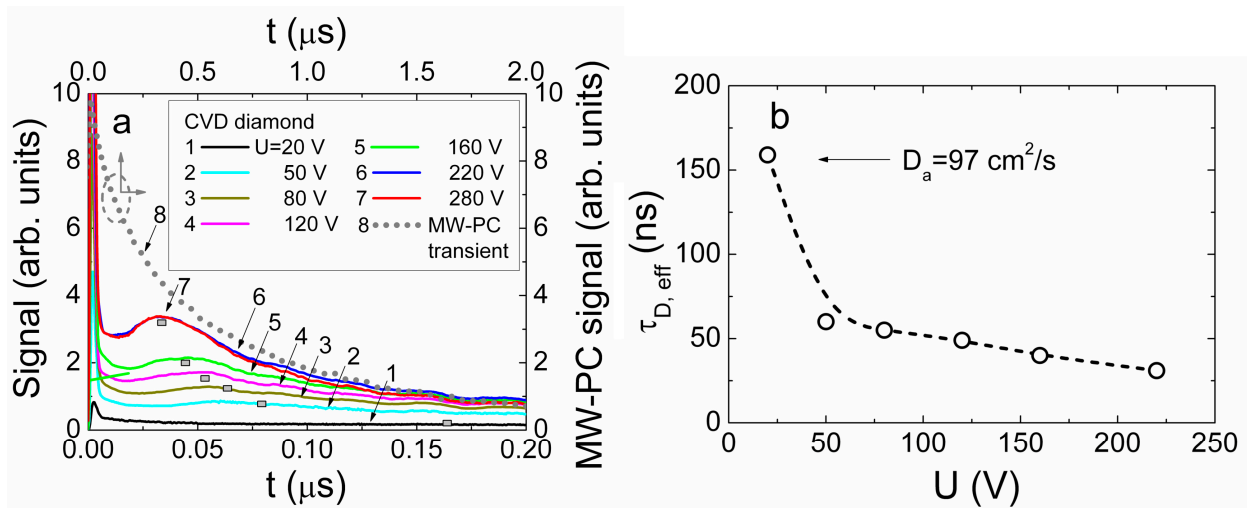 t (μs)
0.0 0.5 1.0 1.5 2.0
Signal (arb. units)
10
8
6
4
2
0
a
CVD diamond
1 U=20 V 5 160 V
2 50 V 6 220 V
3 80 V 7 280 V
4 120 V 8 MW-PC
transient
8
7
6
5
4
3
2
1
10
8
6
4
2
0
MW-PC signal (arb. units)
0.00 0.05 0.10 0.15 0.20
t (μs)
b
τD, eff (ns)
200
150
100
50
0
Da=97 cm²/s
0 50 100 150 200 250
U (V)